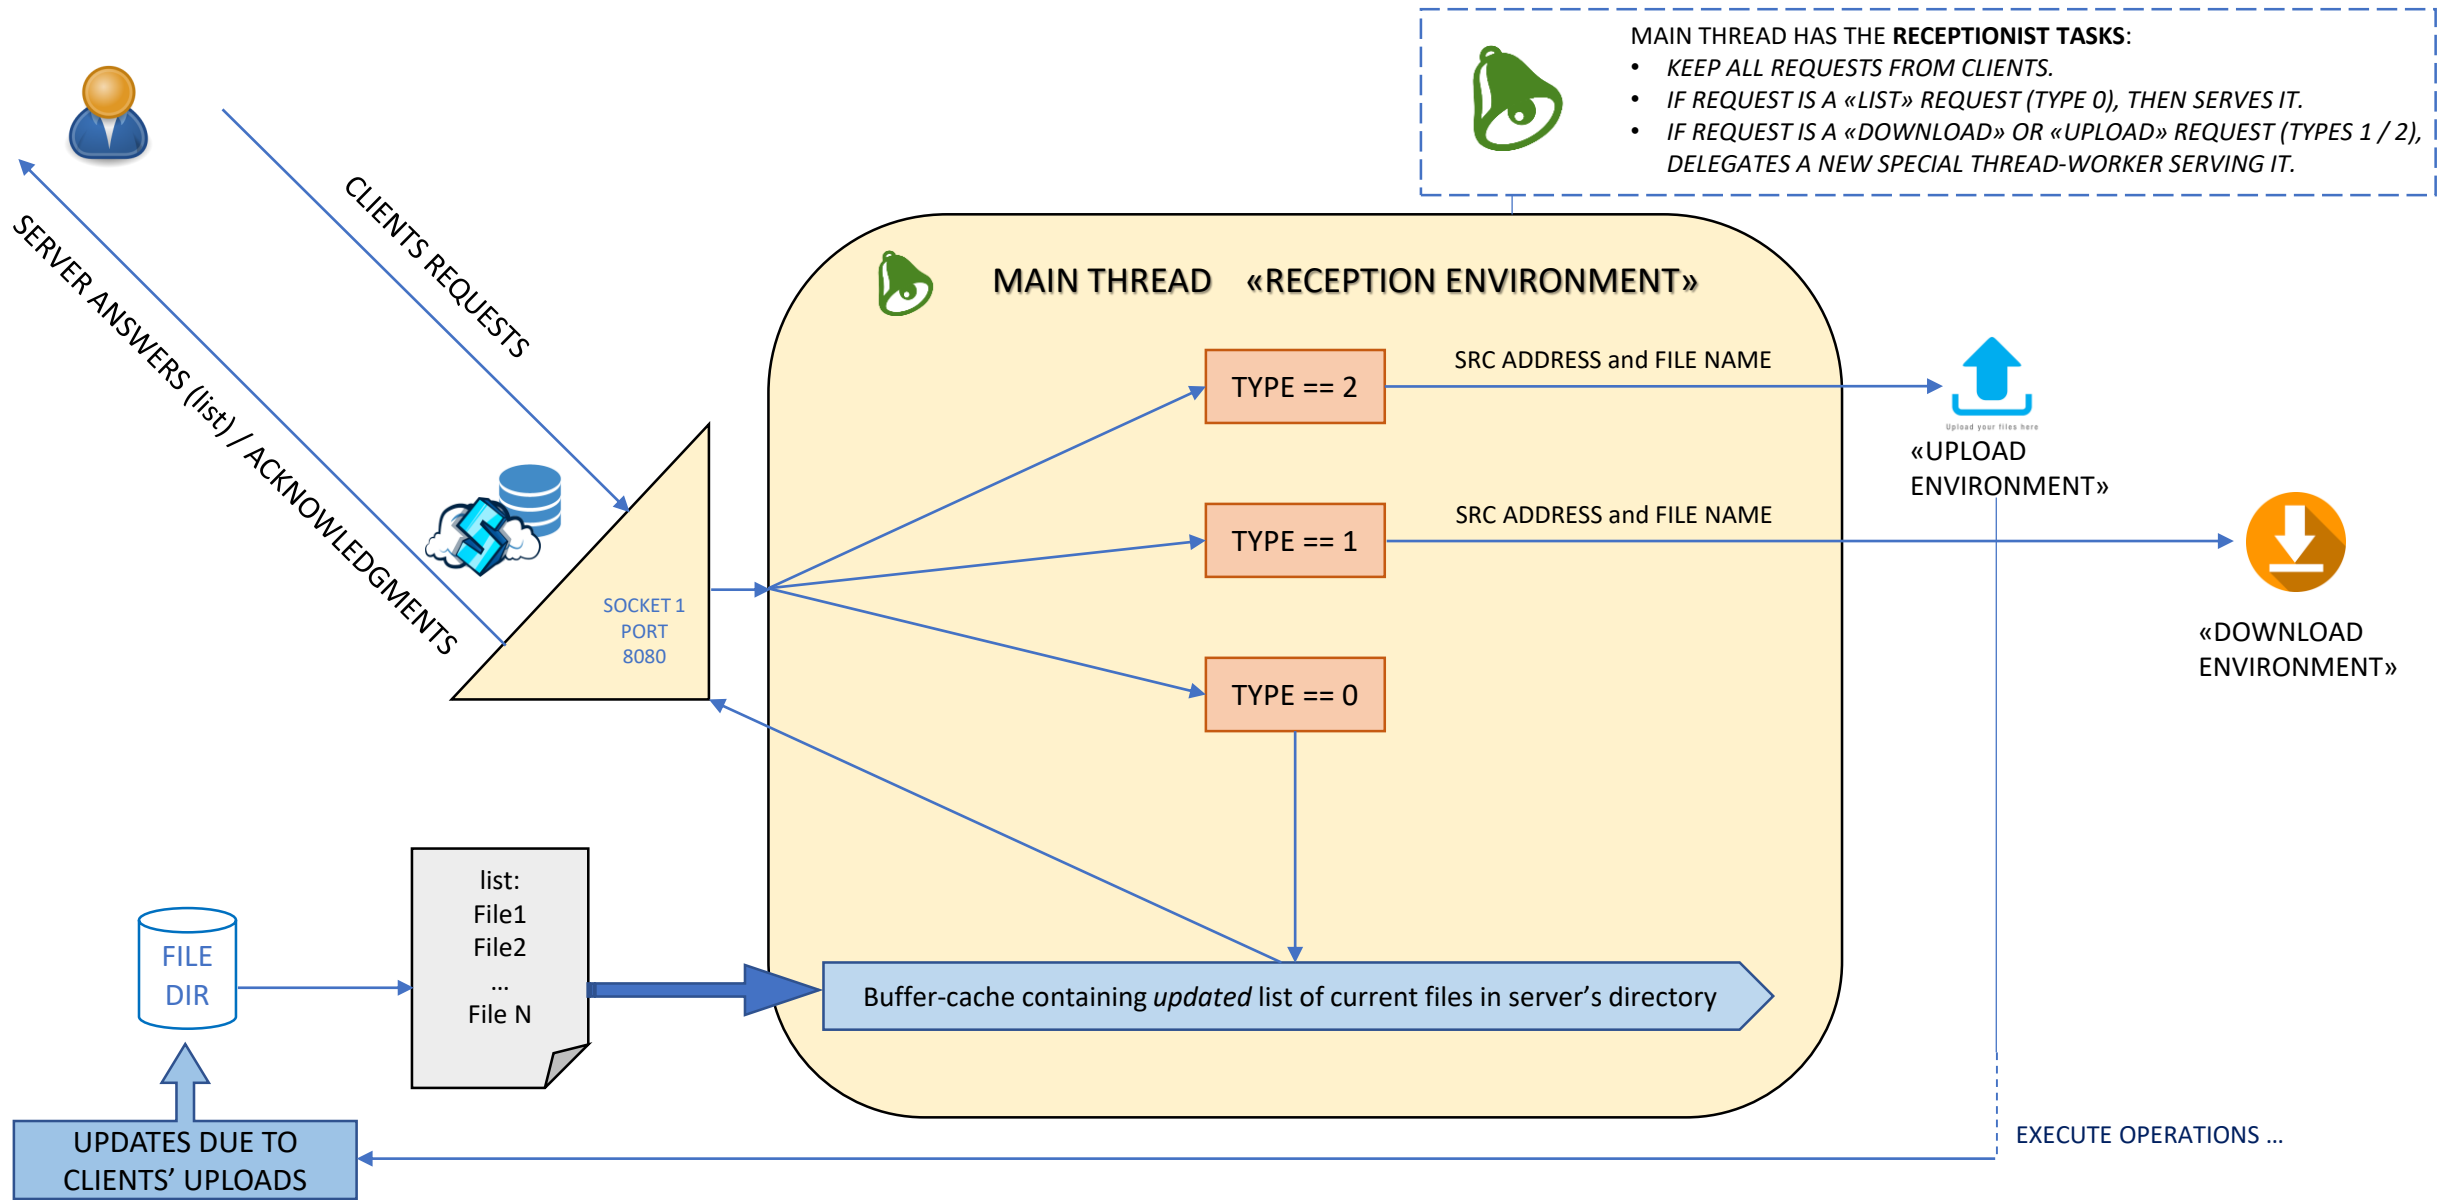 MAIN THREAD HAS THE RECEPTIONIST TASKS:
• KEEP ALL REQUESTS FROM CLIENTS.
• IF REQUEST IS A «LIST» REQUEST (TYPE 0), THEN SERVES IT.
• IF REQUEST IS A «DOWNLOAD» OR «UPLOAD» REQUEST (TYPES 1 / 2),
DELEGATES A NEW SPECIAL THREAD-WORKER SERVING IT.
CLIENTS REQUESTS
SERVER ANSWERS (list) / ACKNOWLEDGMENTS
MAIN THREAD «RECEPTION ENVIRONMENT»
TYPE == 2
SRC ADDRESS and FILE NAME
Upload your files here
«UPLOAD
ENVIRONMENT»
TYPE == 1
SRC ADDRESS and FILE NAME
«DOWNLOAD
ENVIRONMENT»
S
SOCKET 1
PORT
8080
TYPE == 0
list:
File1
File2
...
File N
FILE
DIR
Buffer-cache containing updated list of current files in server’s directory
UPDATES DUE TO
CLIENTS’ UPLOADS
EXECUTE OPERATIONS ...